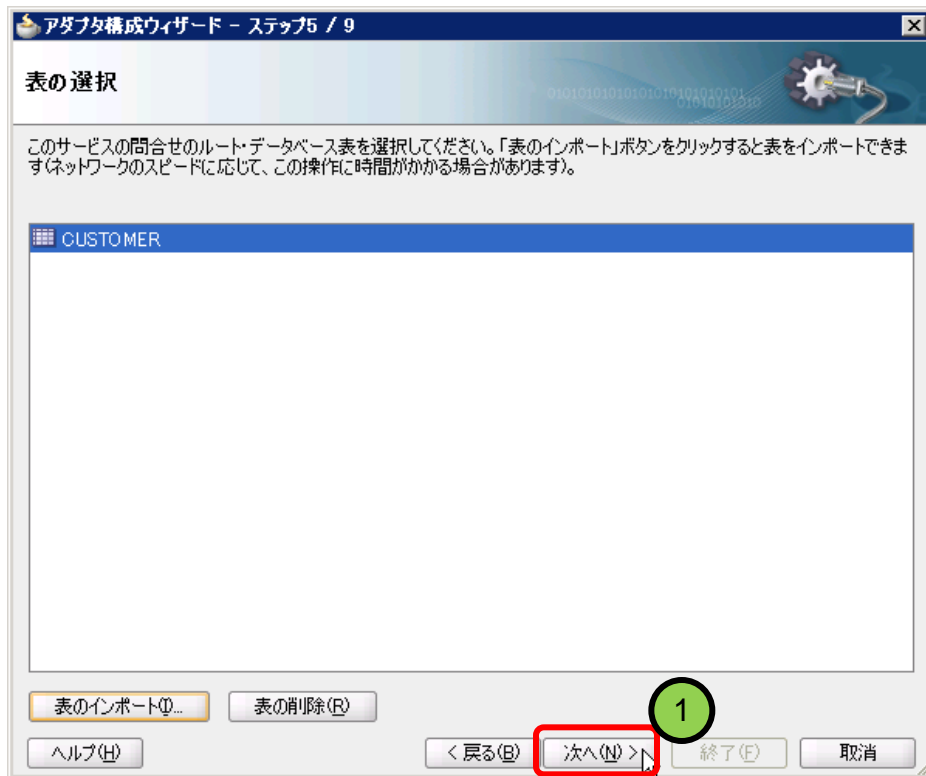 アダプタ構成ウィザード - ステップ5 / 9
表の選択
このサービスの問合せのルート・データベース表を選択してください。「表のインポート」ボタンをクリックすると表をインポートできま
す(ネットワークのスピードに応じて、この操作に時間がかかる場合があります)。
CUSTOMER
表のインポート(I)... 表の削除(R)
1
ヘルプ(H) < 戻る(B) 次へ(N) > 終了(F) 取消